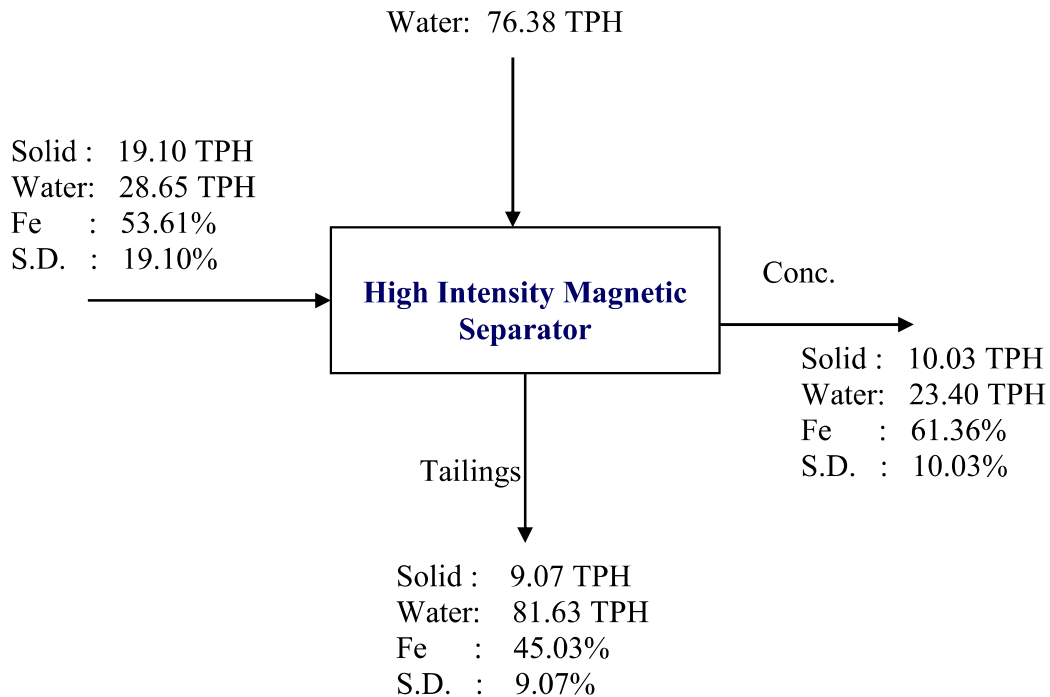 Water: 76.38 TPH
Solid : 19.10 TPH
Water: 28.65 TPH
Fe : 53.61%
S.D. : 19.10%
High Intensity Magnetic
Separator
Conc.
Solid : 10.03 TPH
Water: 23.40 TPH
Fe : 61.36%
S.D. : 10.03%
Tailings
Solid : 9.07 TPH
Water: 81.63 TPH
Fe : 45.03%
S.D. : 9.07%